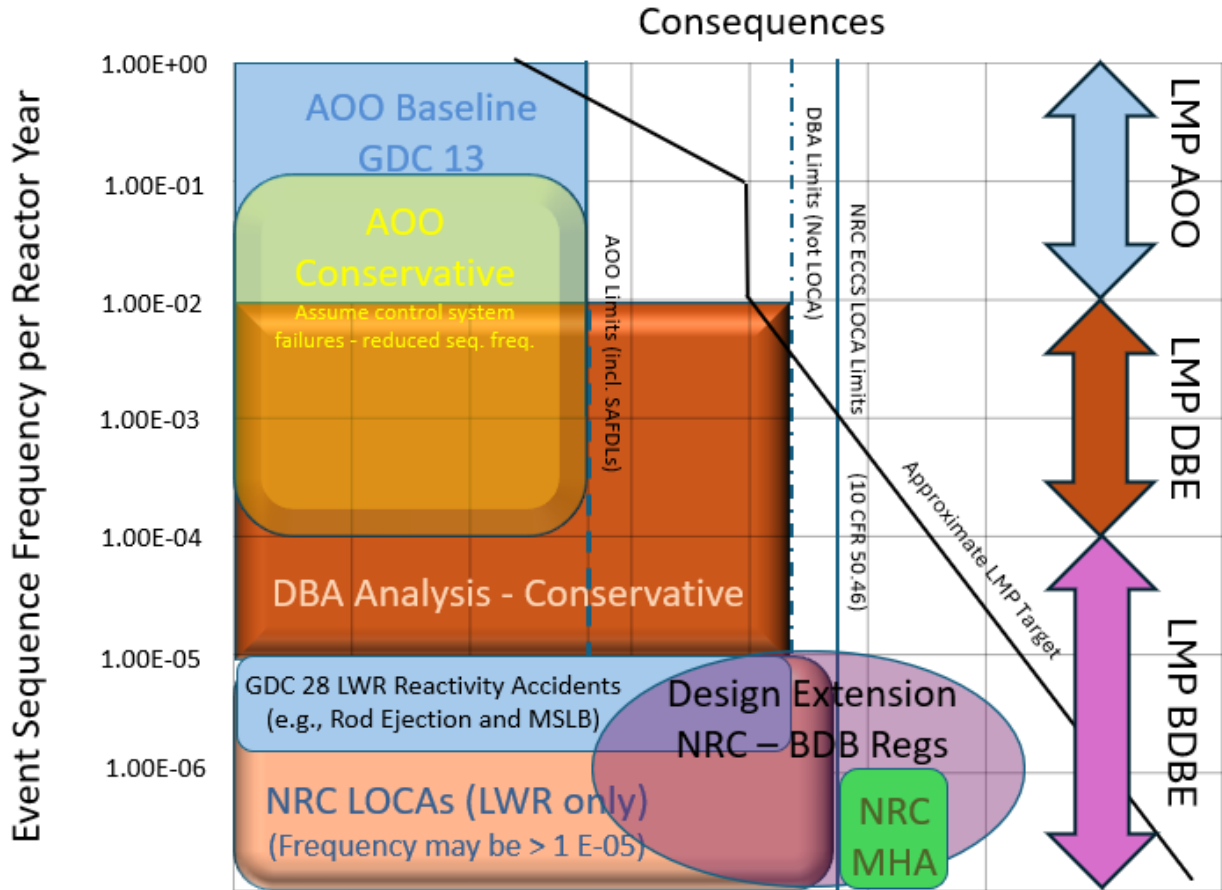 Consequences
Event Sequence Frequency per Reactor Year
1.00E+00
1.00E-01
1.00E-02
1.00E-03
1.00E-04
1.00E-05
1.00E-06
AOO Baseline
GDC 13
AOO
Conservative
Assume control system
failures - reduced seq. freq.
DBA Analysis - Conservative
GDC 28 LWR Reactivity Accidents
(e.g., Rod Ejection and MSLB)
NRC LOCAs (LWR only)
(Frequency may be > 1 E-05)
AOO Limits (incl. SAFDLs)
DBA Limits (Not LOCA)
NRC ECCS LOCA Limits (10 CFR 50.46)
Approximate LMP Target
Design Extension
NRC – BDB Regs
NRC
MHA
LMP AOO
LMP DBE
LMP BDBE